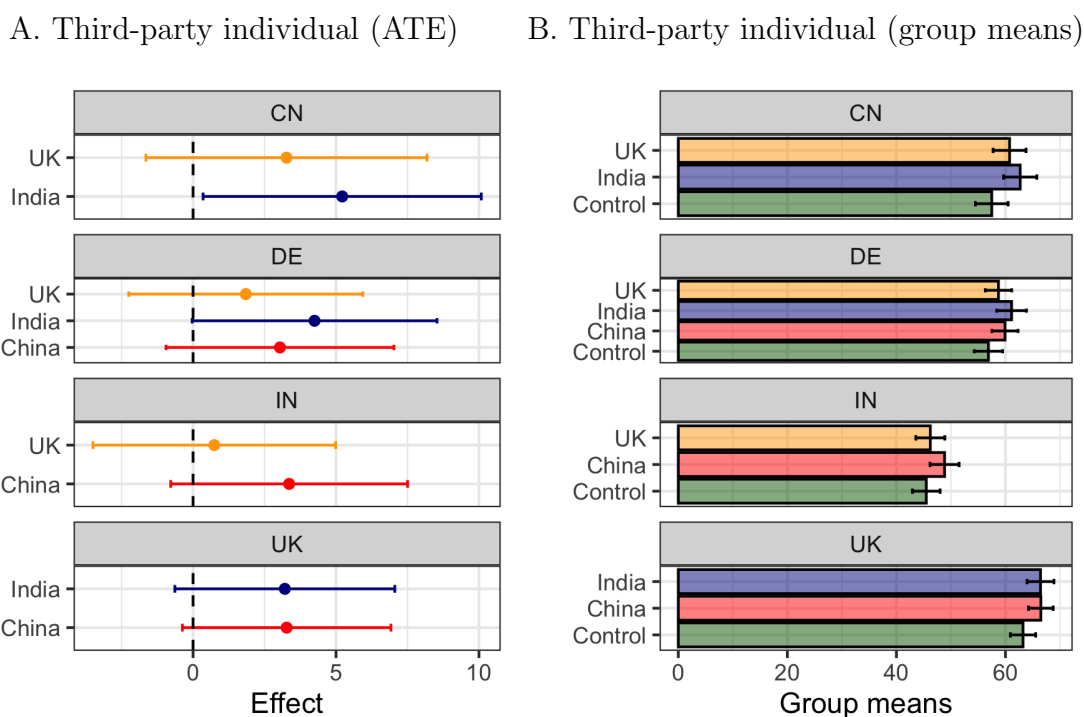 A. Third-party individual (ATE)
CN
UK
India
DE
UK
India
China
IN
UK
China
UK
India
China
0 5 10
Effect
B. Third-party individual (group means)
CN
UK
India
Control
DE
UK
India
China
Control
IN
UK
China
Control
UK
India
China
Control
0 20 40 60
Group means